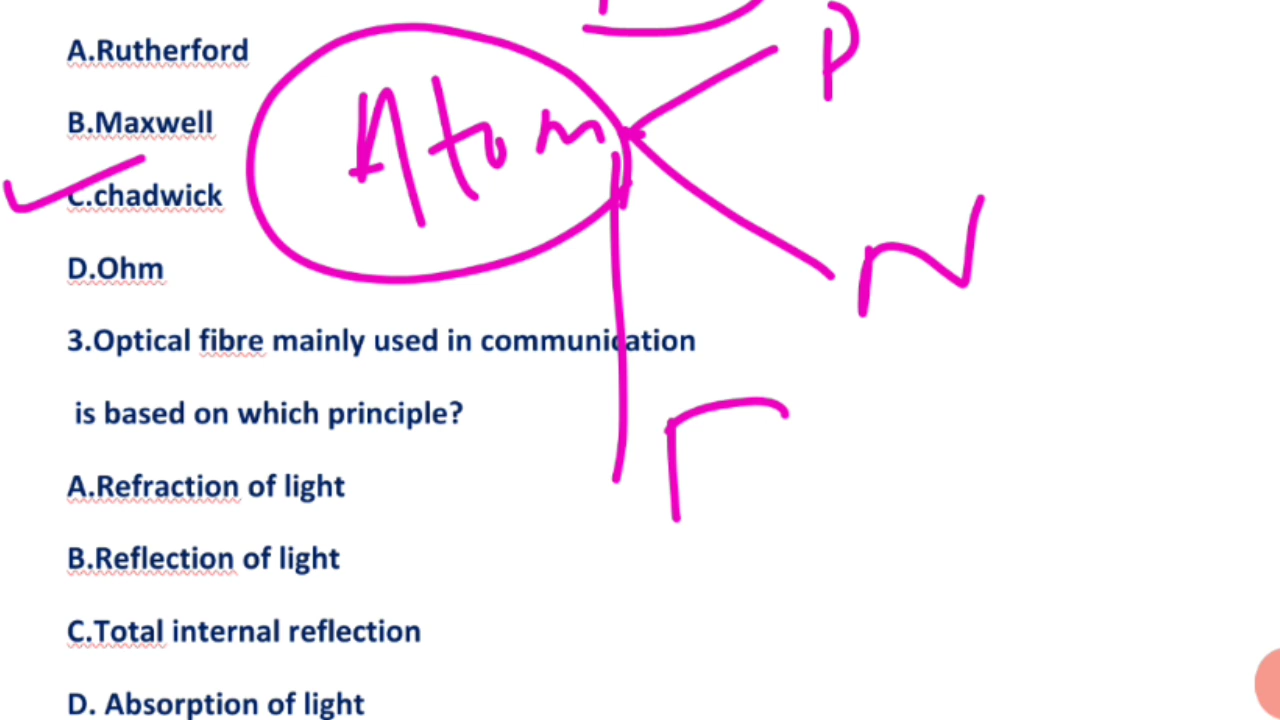 A.Rutherford
B.Maxwell
C.chadwick
D.Ohm
Atom
P
N
3.Optical fibre mainly used in communication
is based on which principle?
A.Refraction of light
B.Reflection of light
C.Total internal reflection
D. Absorption of light